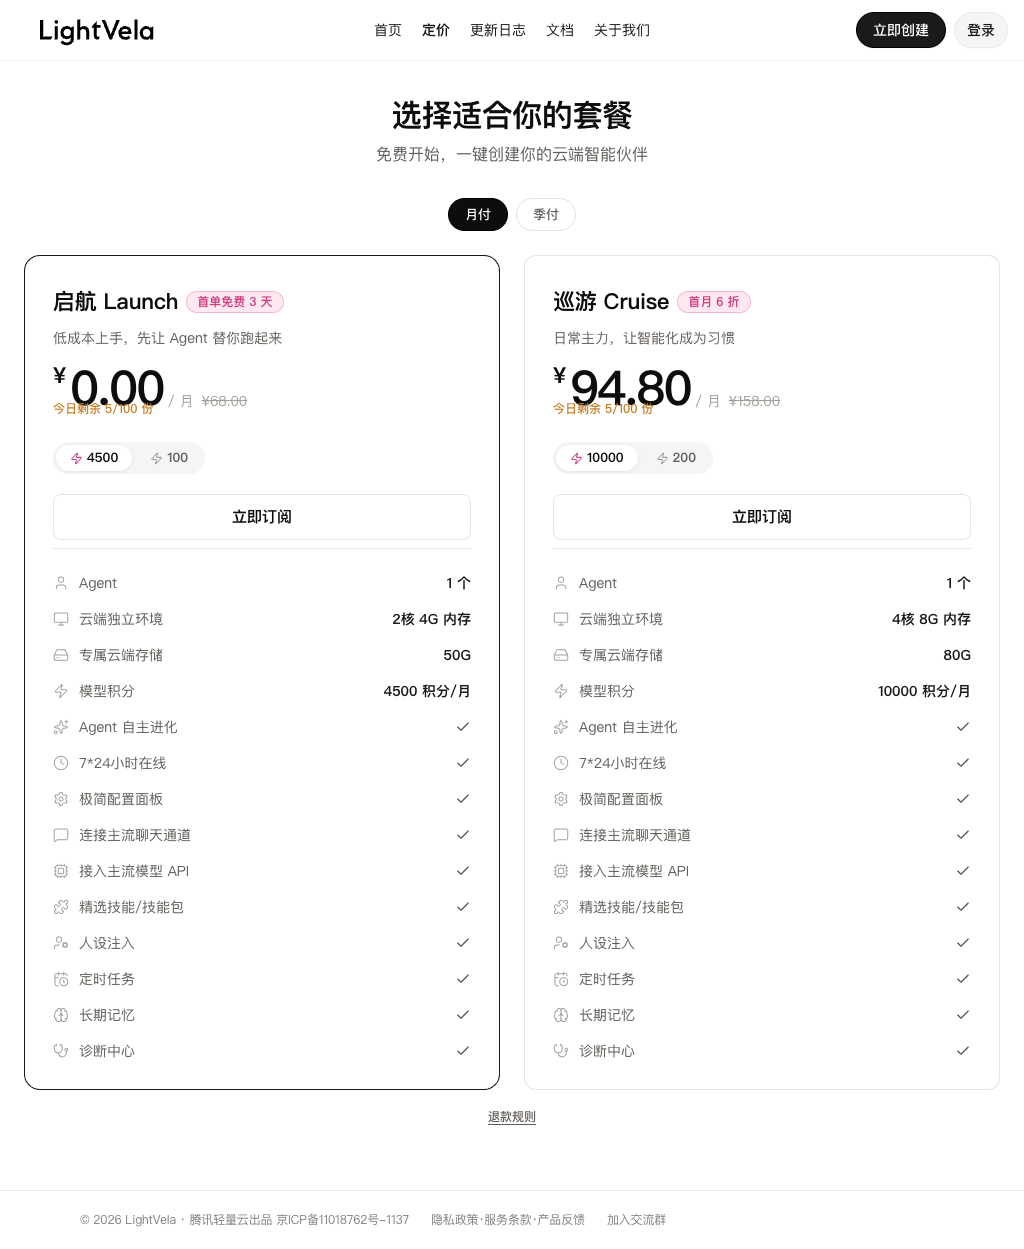 LightVela
首页 定价 更新日志 文档 关于我们
立即创建 登录
选择适合你的套餐
免费开始，一键创建你的云端智能伙伴
月付 季付
启航 Launch 首单免费 3 天
低成本上手，先让 Agent 替你跑起来
¥0.00 / 月 ¥68.00
今日剩余 5/100 份
4500 100
立即订阅
Agent 1 个
云端独立环境 2核 4G 内存
专属云端存储 50G
模型积分 4500 积分/月
Agent 自主进化
7*24小时在线
极简配置面板
连接主流聊天通道
接入主流模型 API
精选技能/技能包
人设注入
定时任务
长期记忆
诊断中心
巡游 Cruise 首月 6 折
日常主力，让智能化成为习惯
¥94.80 / 月 ¥158.00
今日剩余 5/100 份
10000 200
立即订阅
Agent 1 个
云端独立环境 4核 8G 内存
专属云端存储 80G
模型积分 10000 积分/月
Agent 自主进化
7*24小时在线
极简配置面板
连接主流聊天通道
接入主流模型 API
精选技能/技能包
人设注入
定时任务
长期记忆
诊断中心
退款规则
© 2026 LightVela · 腾讯轻量云出品 京ICP备11018762号-1137 隐私政策·服务条款·产品反馈 加入交流群